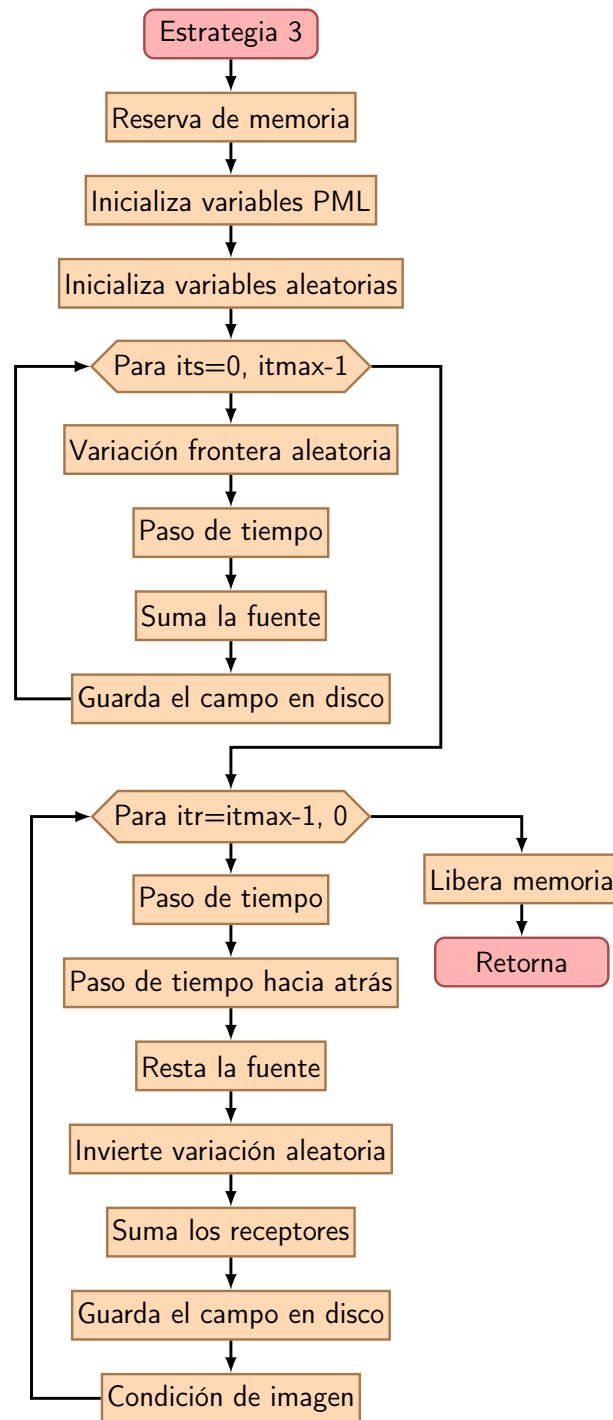 Estrategia 3
Reserva de memoria
Inicializa variables PML
Inicializa variables aleatorias
Para its=0, itmax-1
Variación frontera aleatoria
Paso de tiempo
Suma la fuente
Guarda el campo en disco
Para itr=itmax-1, 0
Paso de tiempo
Paso de tiempo hacia atrás
Resta la fuente
Invierte variación aleatoria
Suma los receptores
Guarda el campo en disco
Condición de imagen
Libera memoria
Retorna